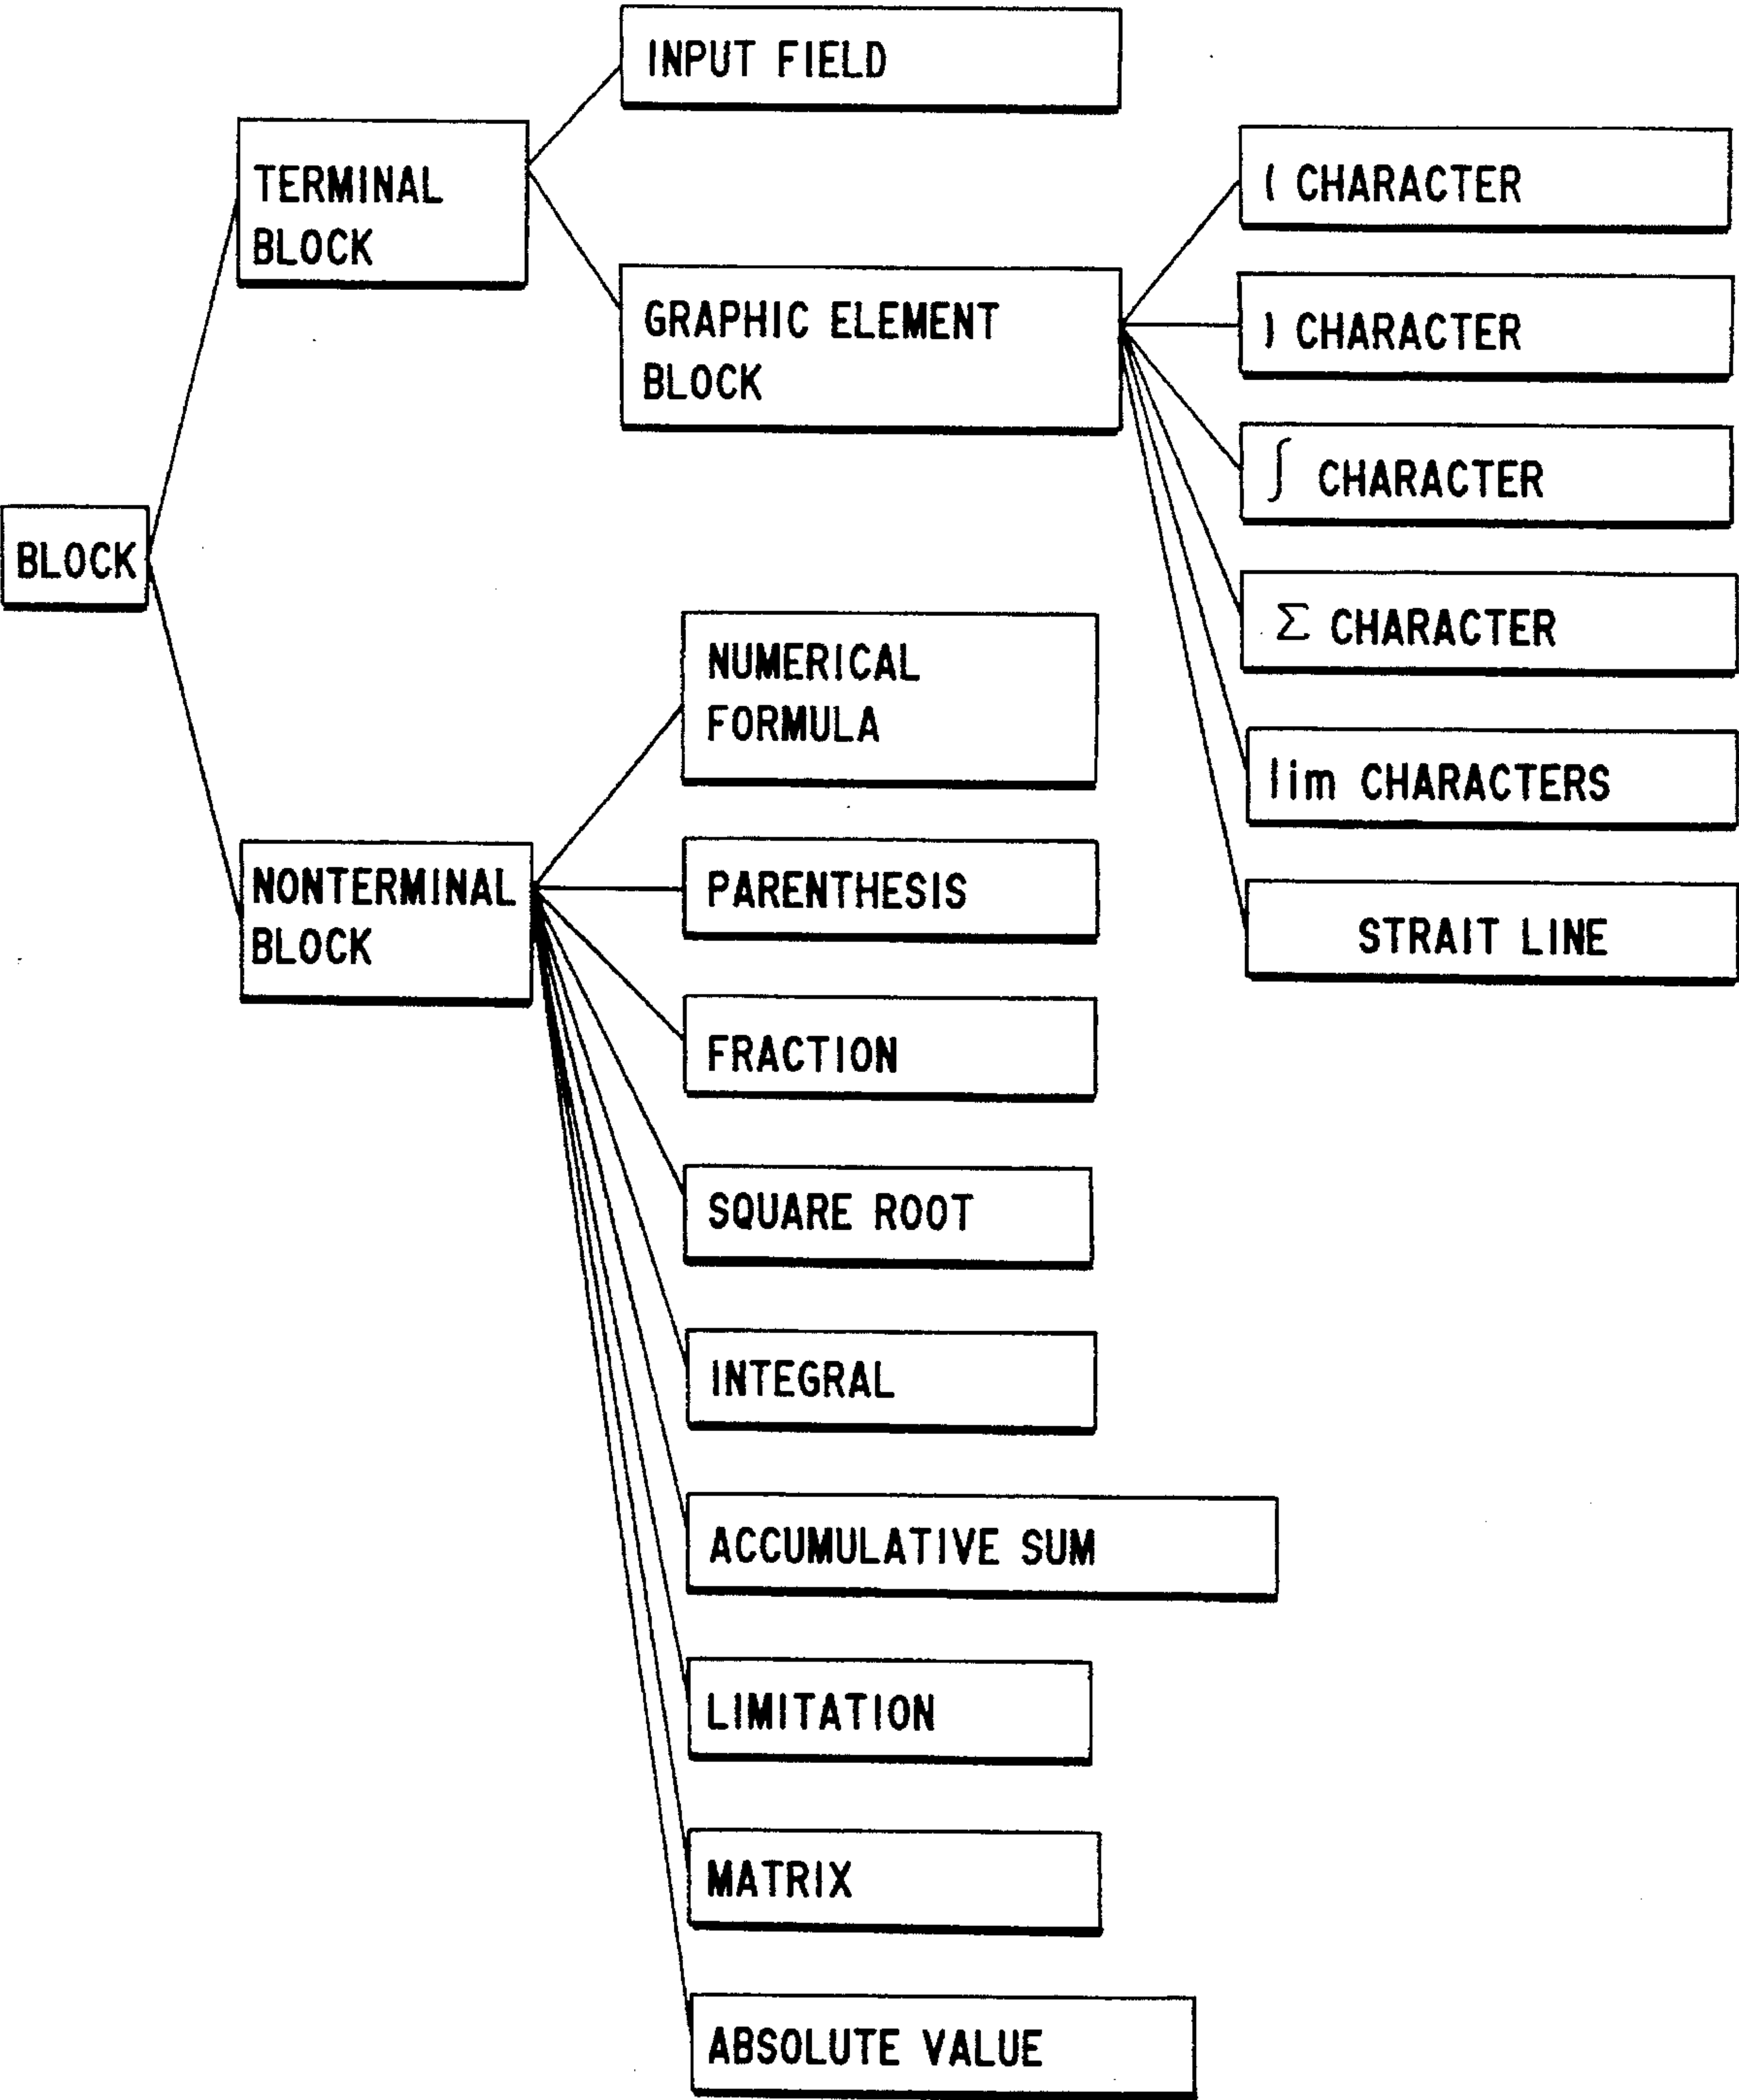 INPUT FIELD
TERMINAL
BLOCK
( CHARACTER
GRAPHIC ELEMENT
BLOCK
) CHARACTER
∫ CHARACTER
BLOCK
Σ CHARACTER
NUMERICAL
FORMULA
lim CHARACTERS
NONTERMINAL
BLOCK
PARENTHESIS
STRAIT LINE
FRACTION
SQUARE ROOT
INTEGRAL
ACCUMULATIVE SUM
LIMITATION
MATRIX
ABSOLUTE VALUE